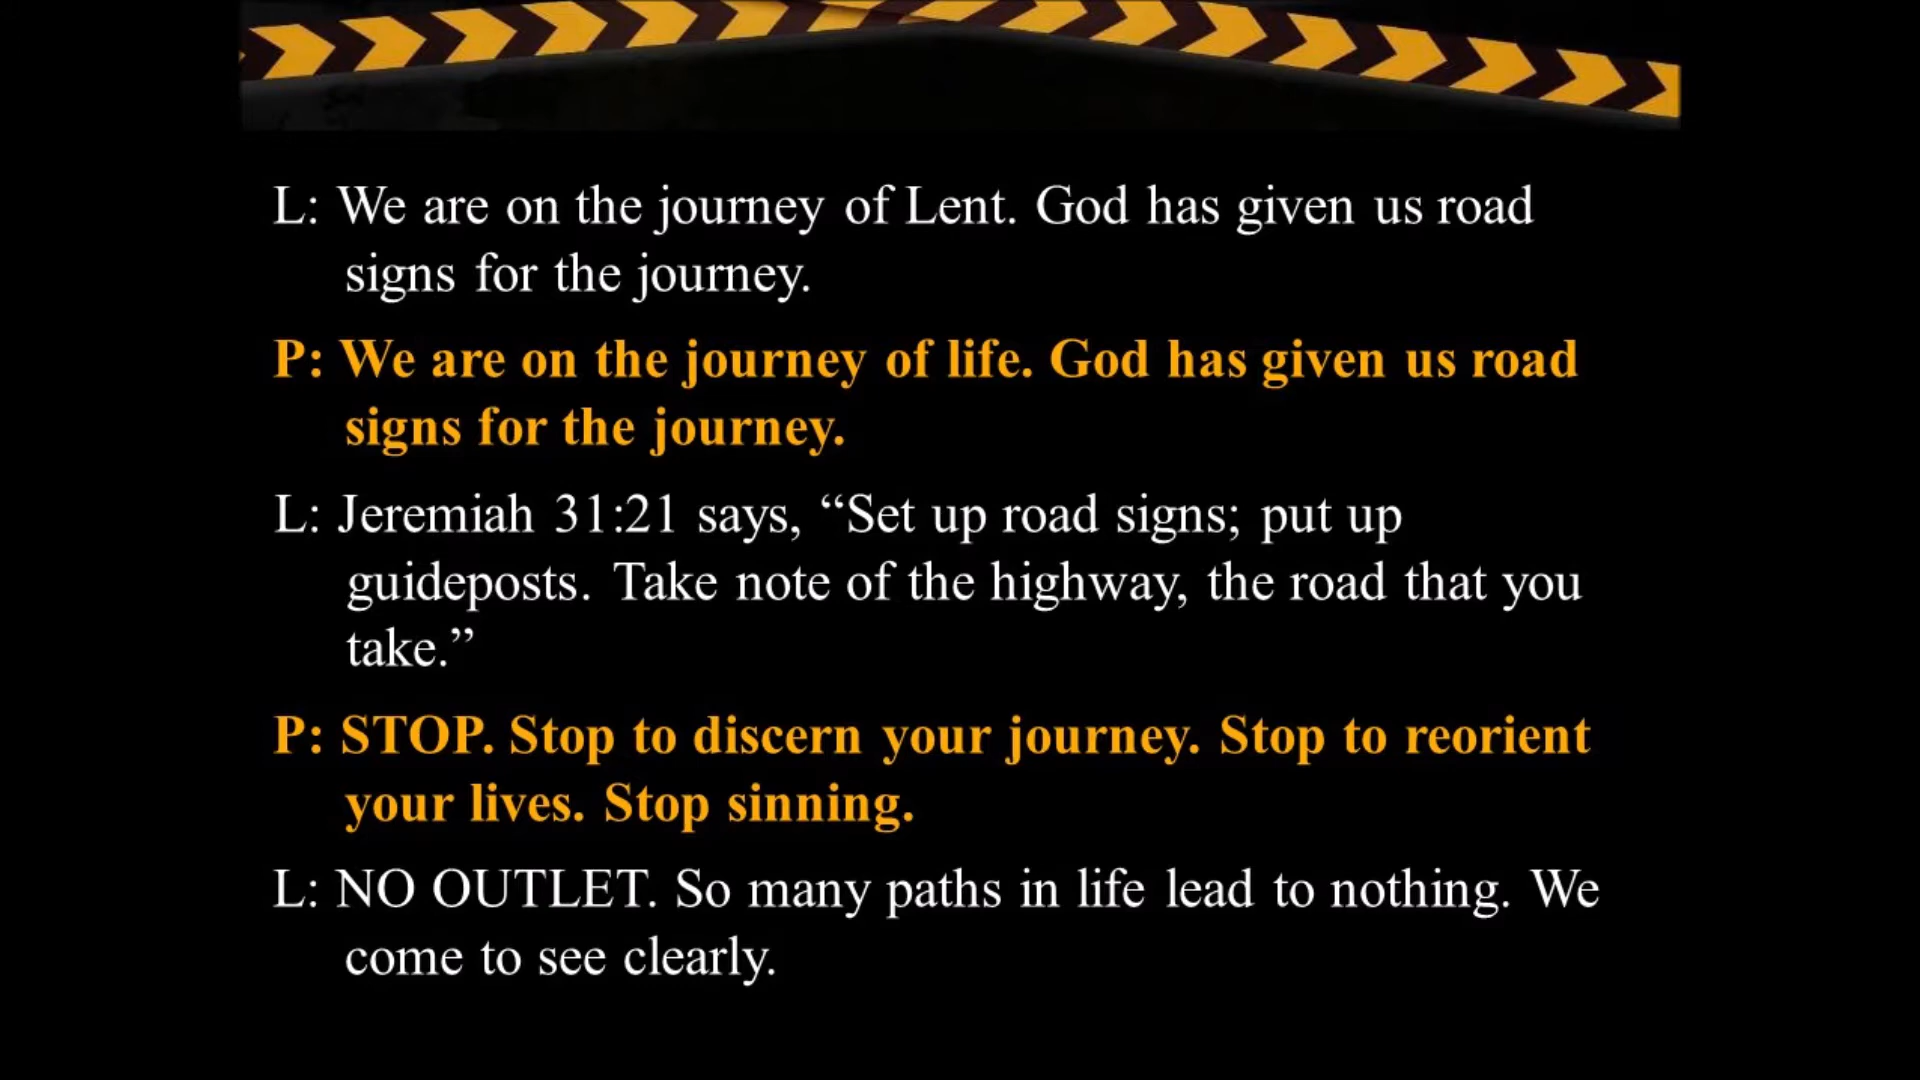 L: We are on the journey of Lent. God has given us road
signs for the journey.
P: We are on the journey of life. God has given us road
signs for the journey.
L: Jeremiah 31:21 says, “Set up road signs; put up
guideposts. Take note of the highway, the road that you
take.”
P: STOP. Stop to discern your journey. Stop to reorient
your lives. Stop sinning.
L: NO OUTLET. So many paths in life lead to nothing. We
come to see clearly.